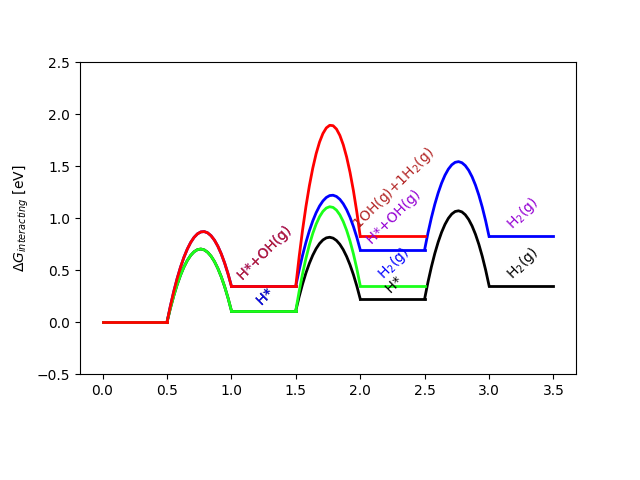 2.5
2.0
1.5
1.0
0.5
0.0
−0.5
ΔG_interacting [eV]
H*+OH(g)
H*
2OH(g)+1H₂(g)
H*+OH(g)
H₂(g)
H*
H₂(g)
H₂(g)
0.0 0.5 1.0 1.5 2.0 2.5 3.0 3.5